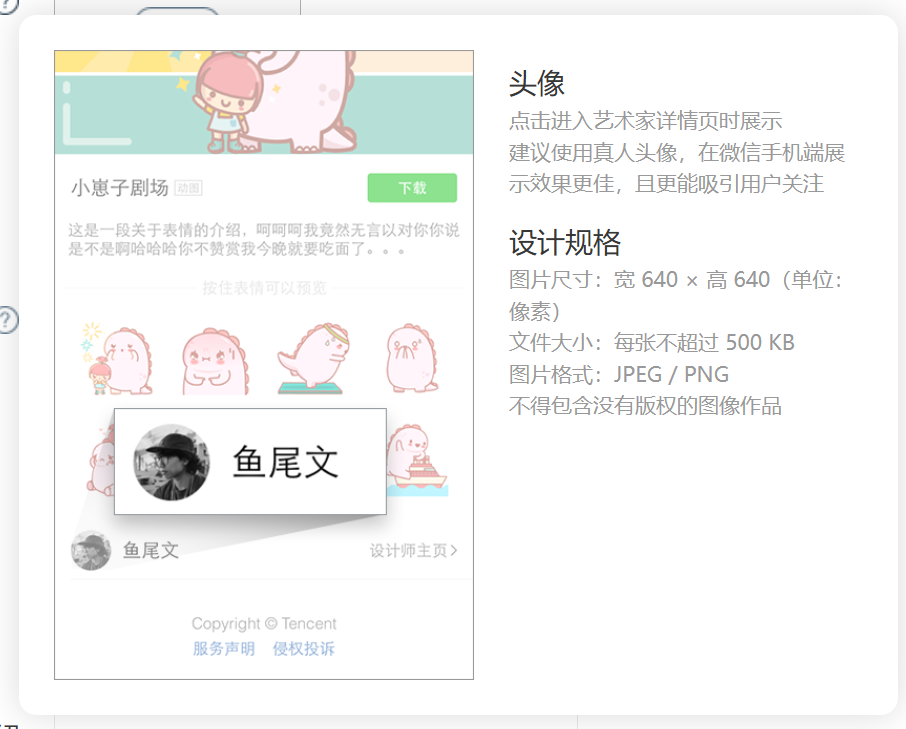 头像
点击进入艺术家详情页时展示
建议使用真人头像，在微信手机端展
示效果更佳，且更能吸引用户关注
设计规格
图片尺寸：宽 640 × 高 640（单位：
像素）
文件大小：每张不超过 500 KB
图片格式：JPEG / PNG
不得包含没有版权的图像作品
小崽子剧场 动图
下载
这是一段关于表情的介绍，呵呵呵我竟然无言以对你你说
是不是啊哈哈哈你不赞赏我今晚就要吃面了。。。
按住表情可以预览
鱼尾文
鱼尾文
设计师主页>
Copyright © Tencent
服务声明 侵权投诉
?
?